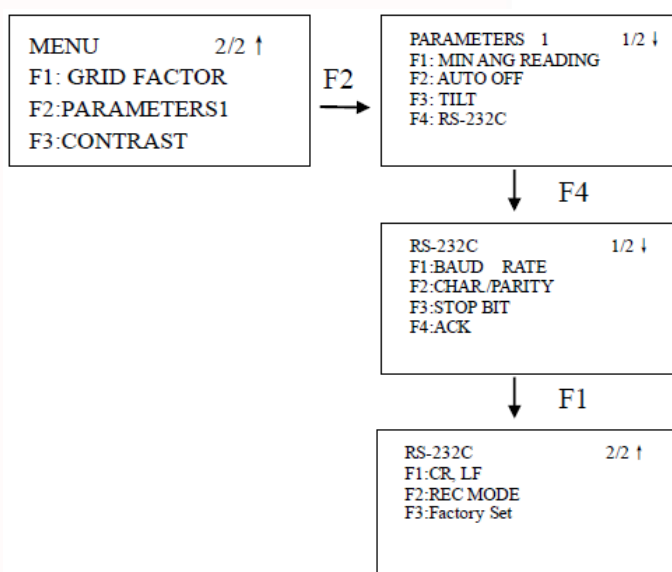 MENU 2/2 ↑
F1: GRID FACTOR
F2:PARAMETERS1
F3:CONTRAST
F2
PARAMETERS 1 1/2 ↓
F1: MIN ANG READING
F2: AUTO OFF
F3: TILT
F4: RS-232C
F4
RS-232C 1/2 ↓
F1:BAUD RATE
F2:CHAR./PARITY
F3:STOP BIT
F4:ACK
F1
RS-232C 2/2 ↑
F1:CR, LF
F2:REC MODE
F3:Factory Set